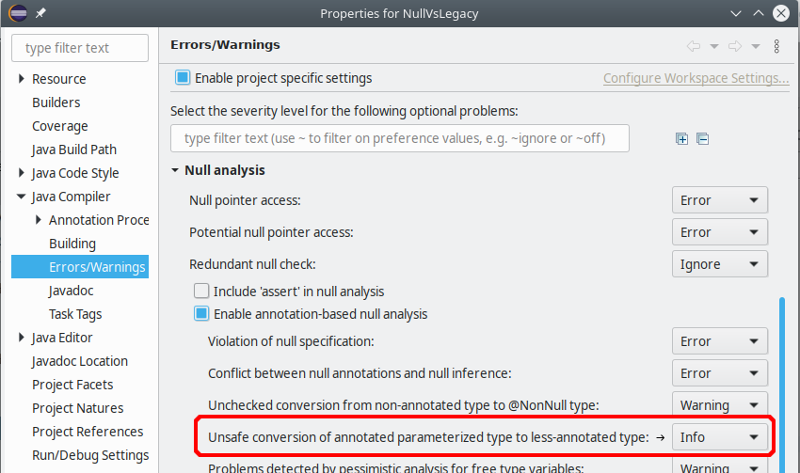 Properties for NullVsLegacy
type filter text
Resource
Builders
Coverage
Java Build Path
Java Code Style
Java Compiler
Annotation Proce
Building
Errors/Warnings
Javadoc
Task Tags
Java Editor
Javadoc Location
Project Facets
Project Natures
Project References
Run/Debug Settings
Errors/Warnings
Enable project specific settings
Configure Workspace Settings...
Select the severity level for the following optional problems:
type filter text (use ~ to filter on preference values, e.g. ~ignore or ~off)
Null analysis
Null pointer access: Error
Potential null pointer access: Error
Redundant null check: Ignore
Include 'assert' in null analysis
Enable annotation-based null analysis
Violation of null specification: Error
Conflict between null annotations and null inference: Error
Unchecked conversion from non-annotated type to @NonNull type: Warning
Unsafe conversion of annotated parameterized type to less-annotated type: → Info
Problems detected by pessimistic analysis for free type variables: Warning